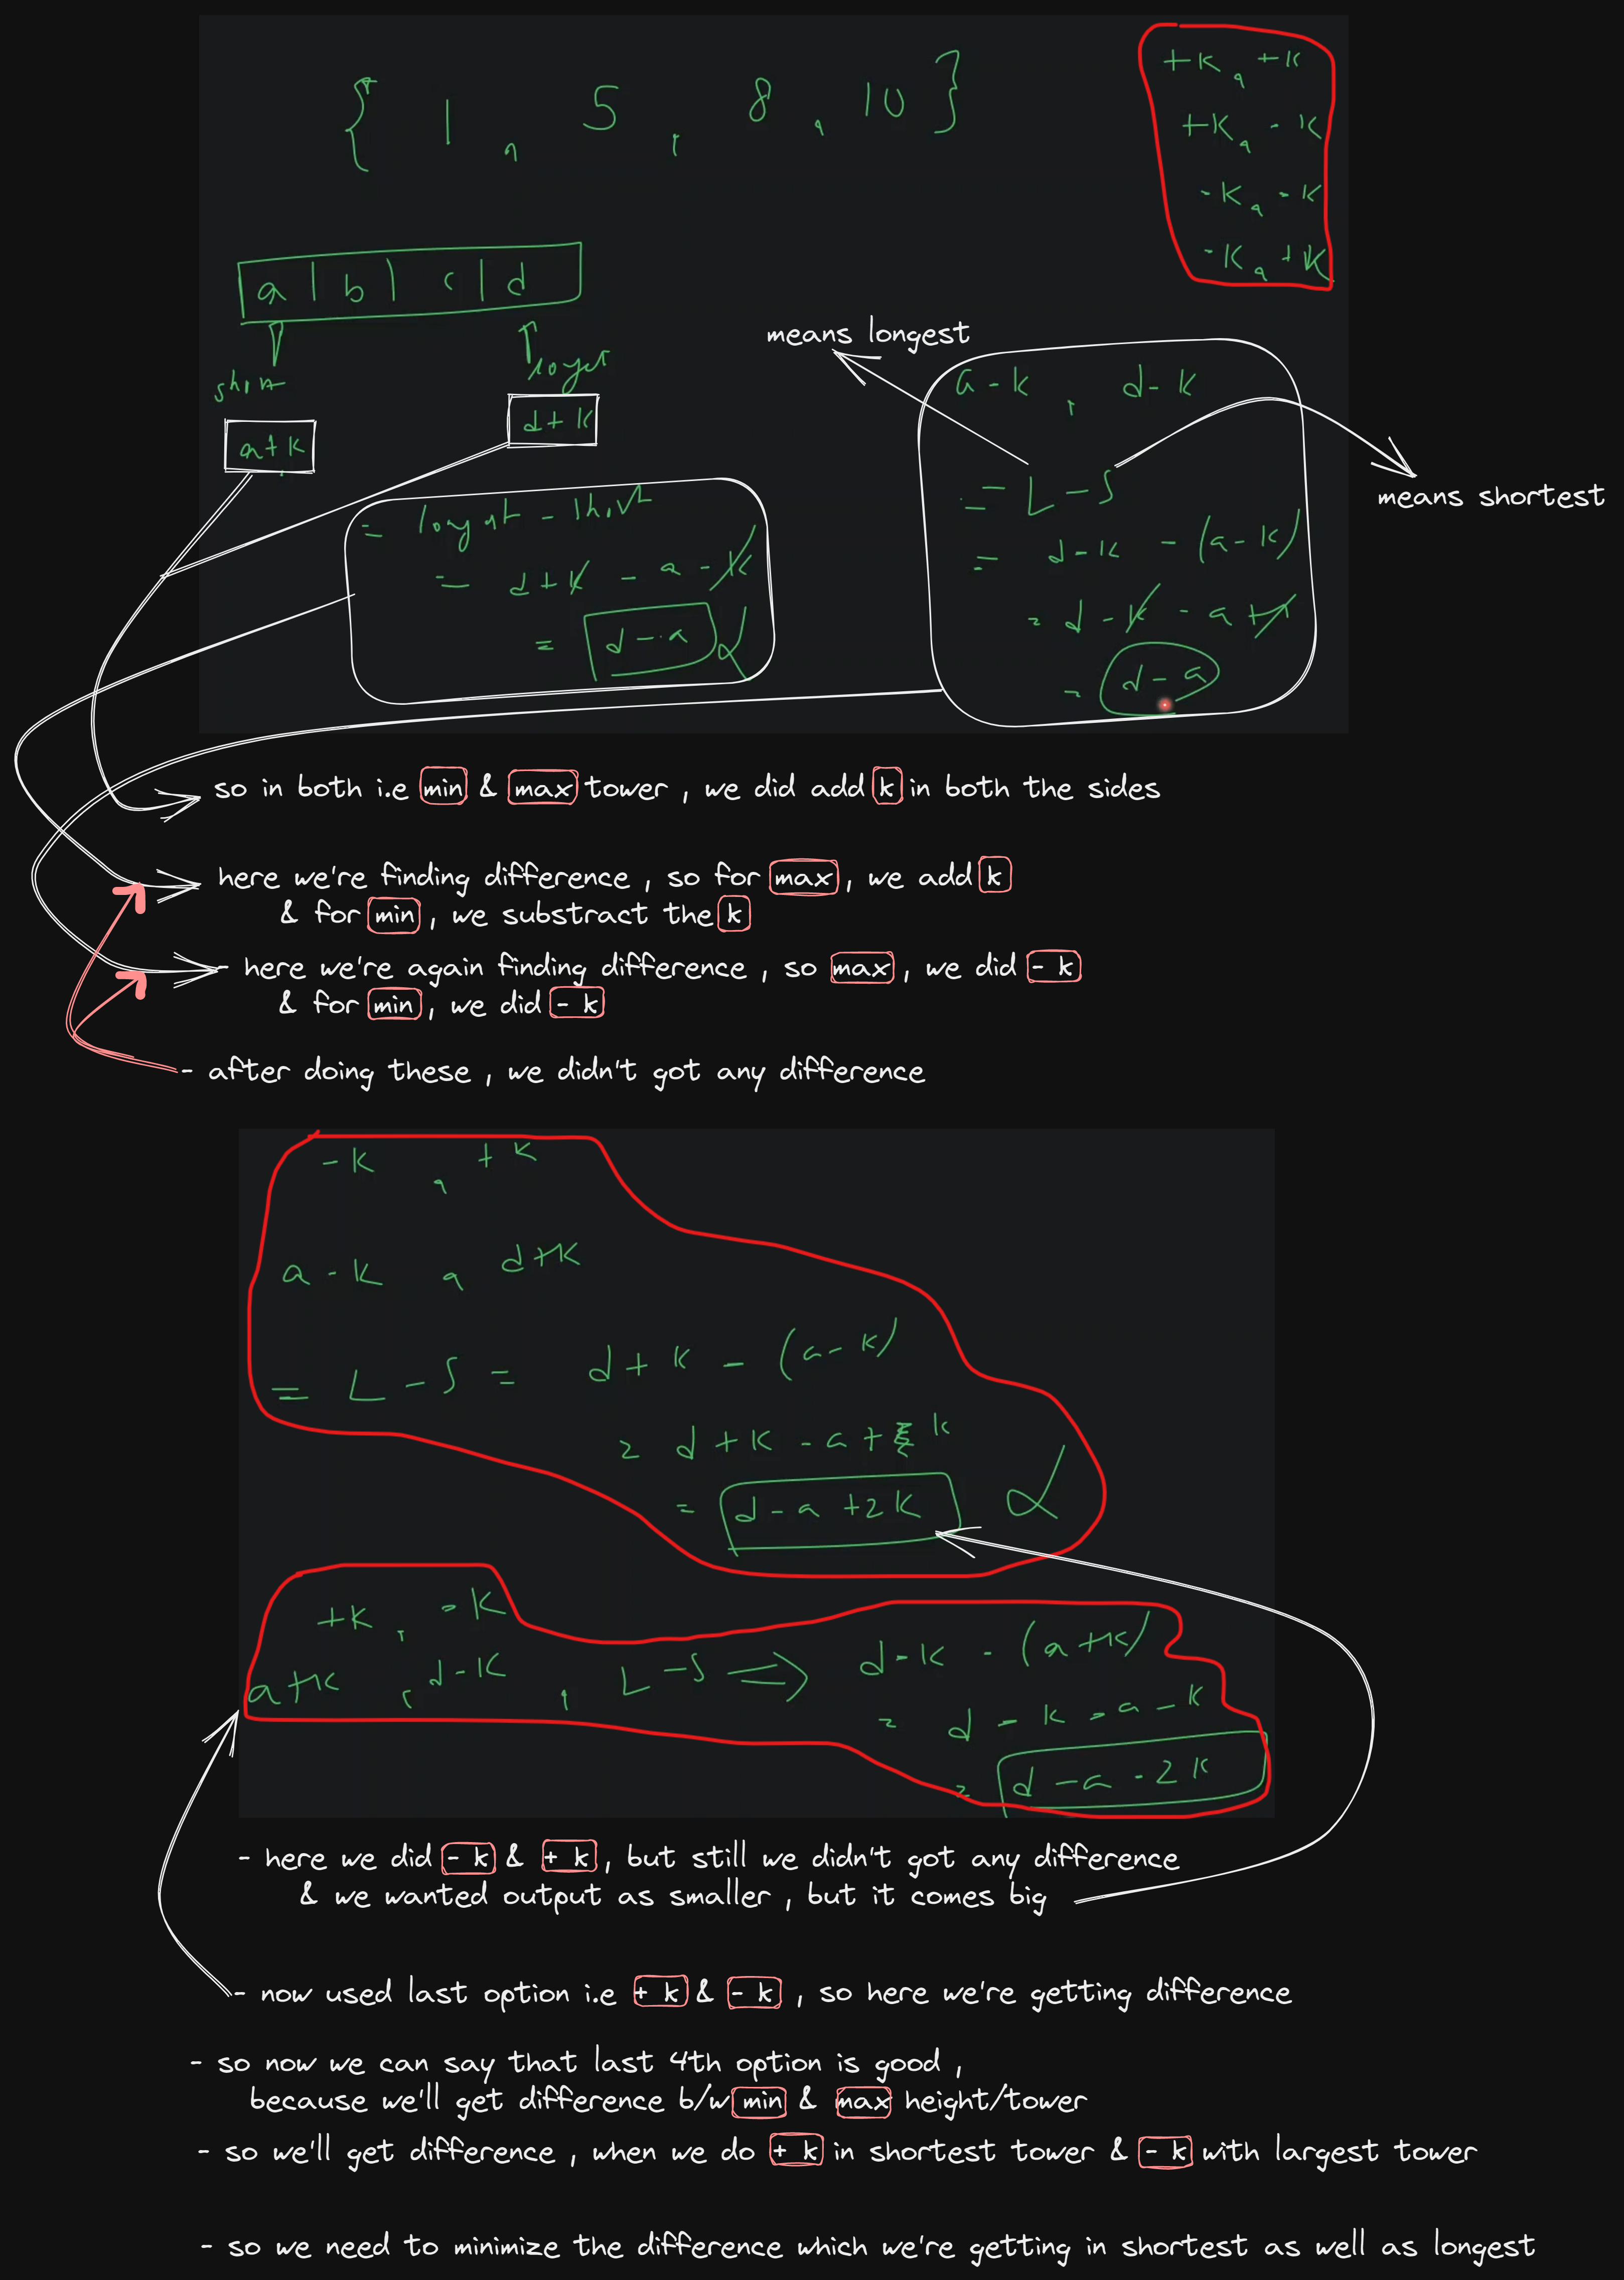 { 1 , 5 , 8 , 10 }
+K , +K
+K , -K
-K , -K
-K , +K
a | b | c | d
short
longest
a+k
d+k
= longest - short
= d+k - a - k
= d - a
means longest
a-k , d-k
= L - S
means shortest
= d-k - (a-k)
= d-k - a+k
= d - a
so in both i.e min & max tower , we did add k in both the sides
here we're finding difference , so for max , we add k
& for min , we substract the k
- here we're again finding difference , so max , we did - k
& for min , we did - k
- after doing these , we didn't got any difference
-K , +K
a-K , d+K
= L - S = d+k - (a-k)
= d+k - a + k
= d - a + 2k
+K , -K
a+k , d-k , L-S ⇒ d-k - (a+k)
= d - k - a - k
= d - a - 2k
- here we did - k & + k , but still we didn't got any difference
& we wanted output as smaller , but it comes big
- now used last option i.e + k & - k , so here we're getting difference
- so now we can say that last 4th option is good ,
because we'll get difference b/w min & max height/tower
- so we'll get difference , when we do + k in shortest tower & - k with largest tower
- so we need to minimize the difference which we're getting in shortest as well as longest